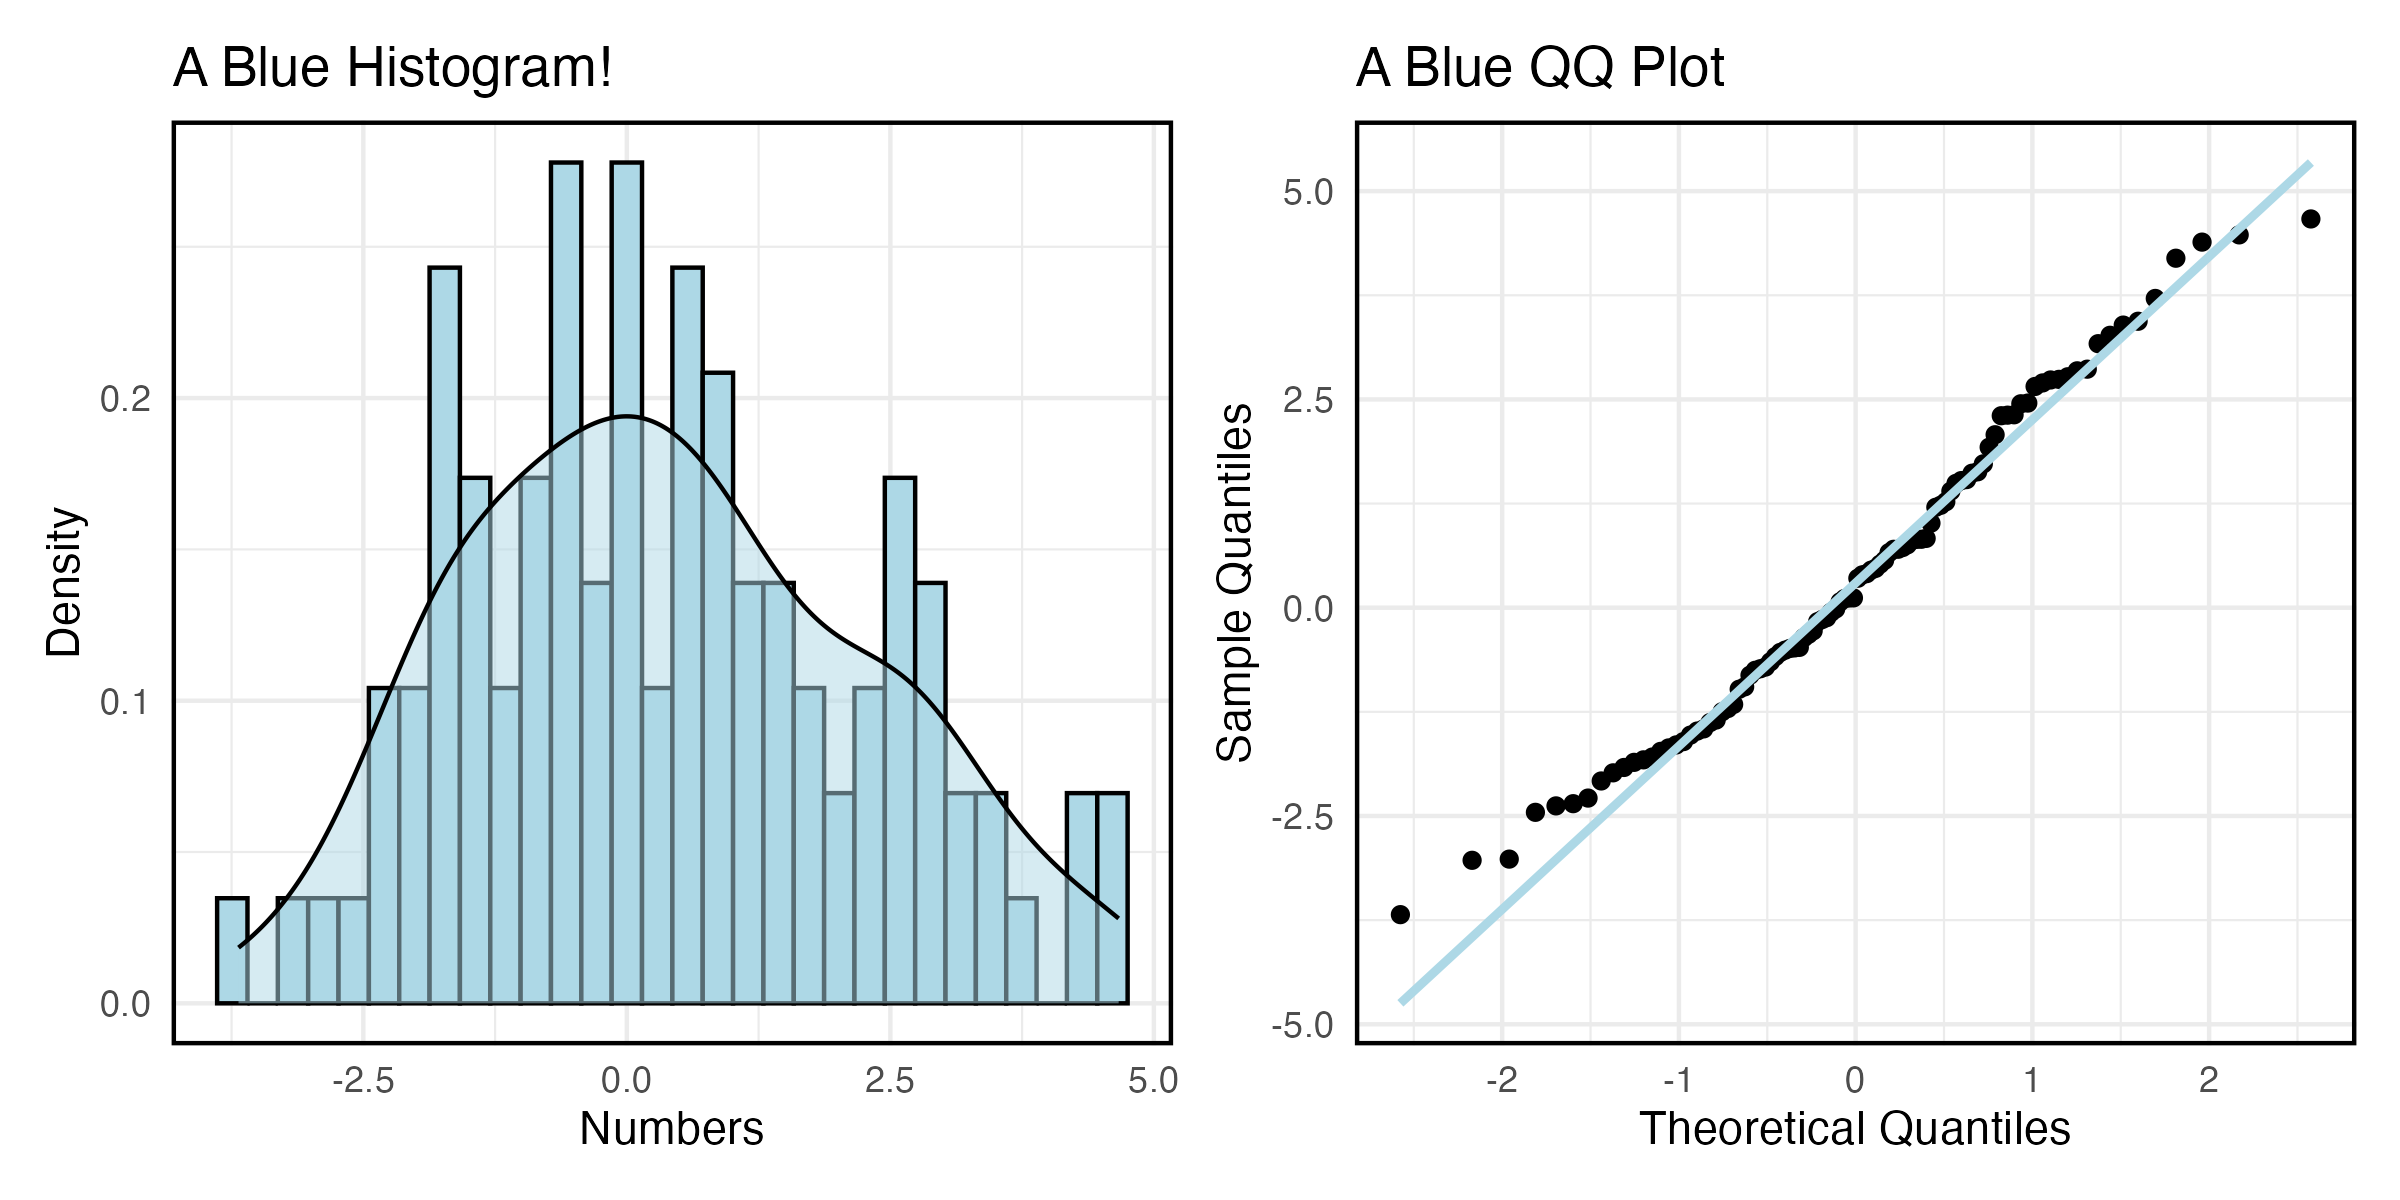 A Blue Histogram!
Density
0.2
0.1
0.0
-2.5 0.0 2.5 5.0
Numbers
A Blue QQ Plot
Sample Quantiles
5.0
2.5
0.0
-2.5
-5.0
-2 -1 0 1 2
Theoretical Quantiles